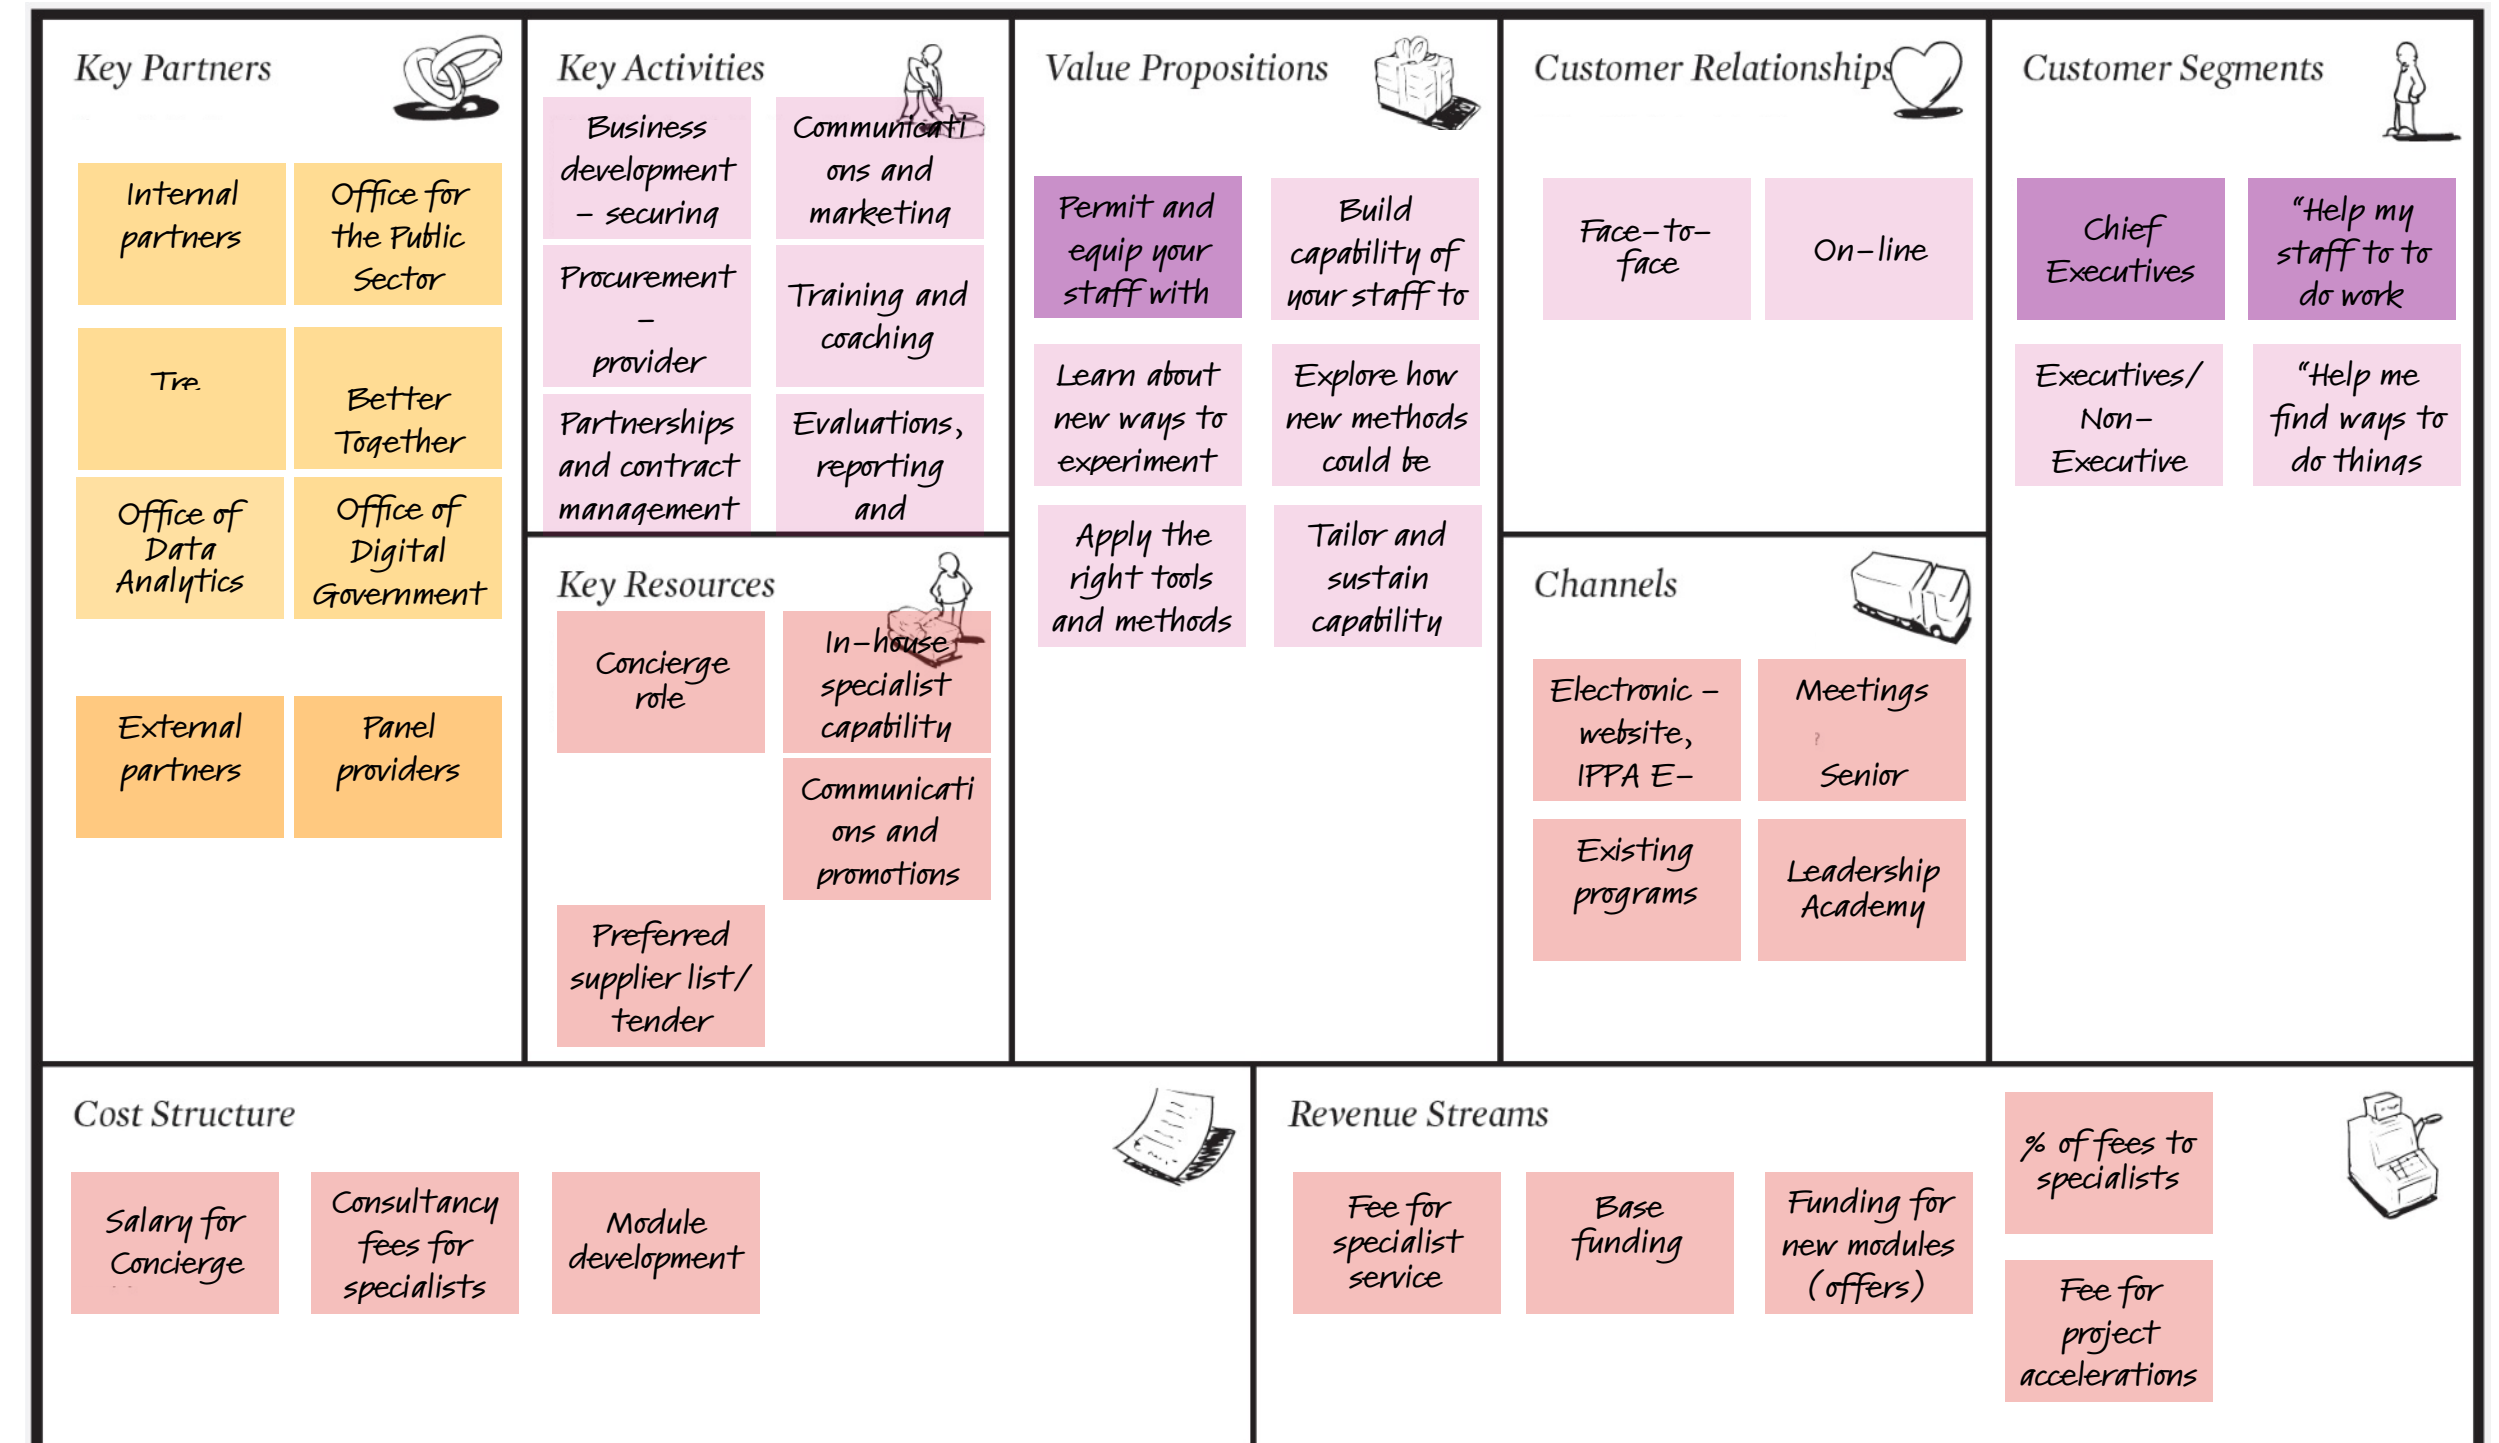 Key Partners
Internal
partners
Office for
the Public
Sector
Tre
Better
Together
Office of
Data
Analytics
Office of
Digital
Government
External
partners
Panel
providers
Key Activities
Business
development
– securing
Communicati
ons and
marketing
Procurement
–
provider
Training and
coaching
Partnerships
and contract
management
Evaluations,
reporting
and
Key Resources
Concierge
role
In-house
specialist
capability
Communicati
ons and
promotions
Preferred
supplier list/
tender
Value Propositions
Permit and
equip your
staff with
Build
capability of
your staff to
Learn about
new ways to
experiment
Explore how
new methods
could be
Apply the
right tools
and methods
Tailor and
sustain
capability
Customer Relationships
Face-to-
face
On-line
Channels
Electronic –
website,
IPPA E-
Meetings
?
Senior
Existing
programs
Leadership
Academy
Customer Segments
Chief
Executives
“Help my
staff to to
do work
Executives/
Non-
Executive
“Help me
find ways to
do things
Cost Structure
Salary for
Concierge
Consultancy
fees for
specialists
Module
development
Revenue Streams
Fee for
specialist
service
Base
funding
Funding for
new modules
(offers)
% of fees to
specialists
Fee for
project
accelerations